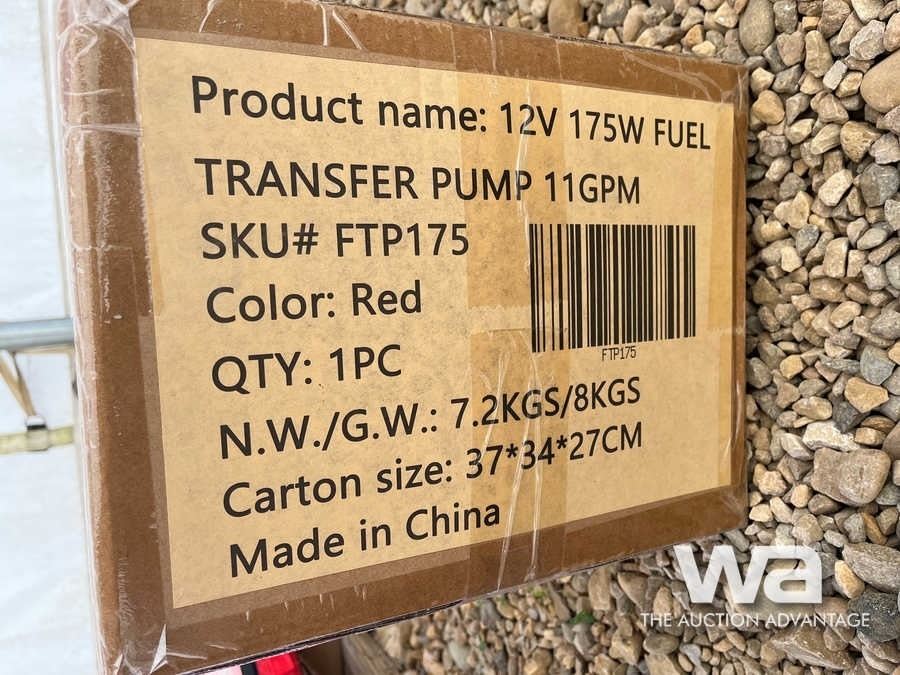 Product name: 12V 175W FUEL
TRANSFER PUMP 11GPM
SKU# FTP175
Color: Red
FTP175
QTY: 1PC
N.W./G.W.: 7.2KGS/8KGS
Carton size: 37*34*27CM
Made in China
wa
THE AUCTION ADVANTAGE